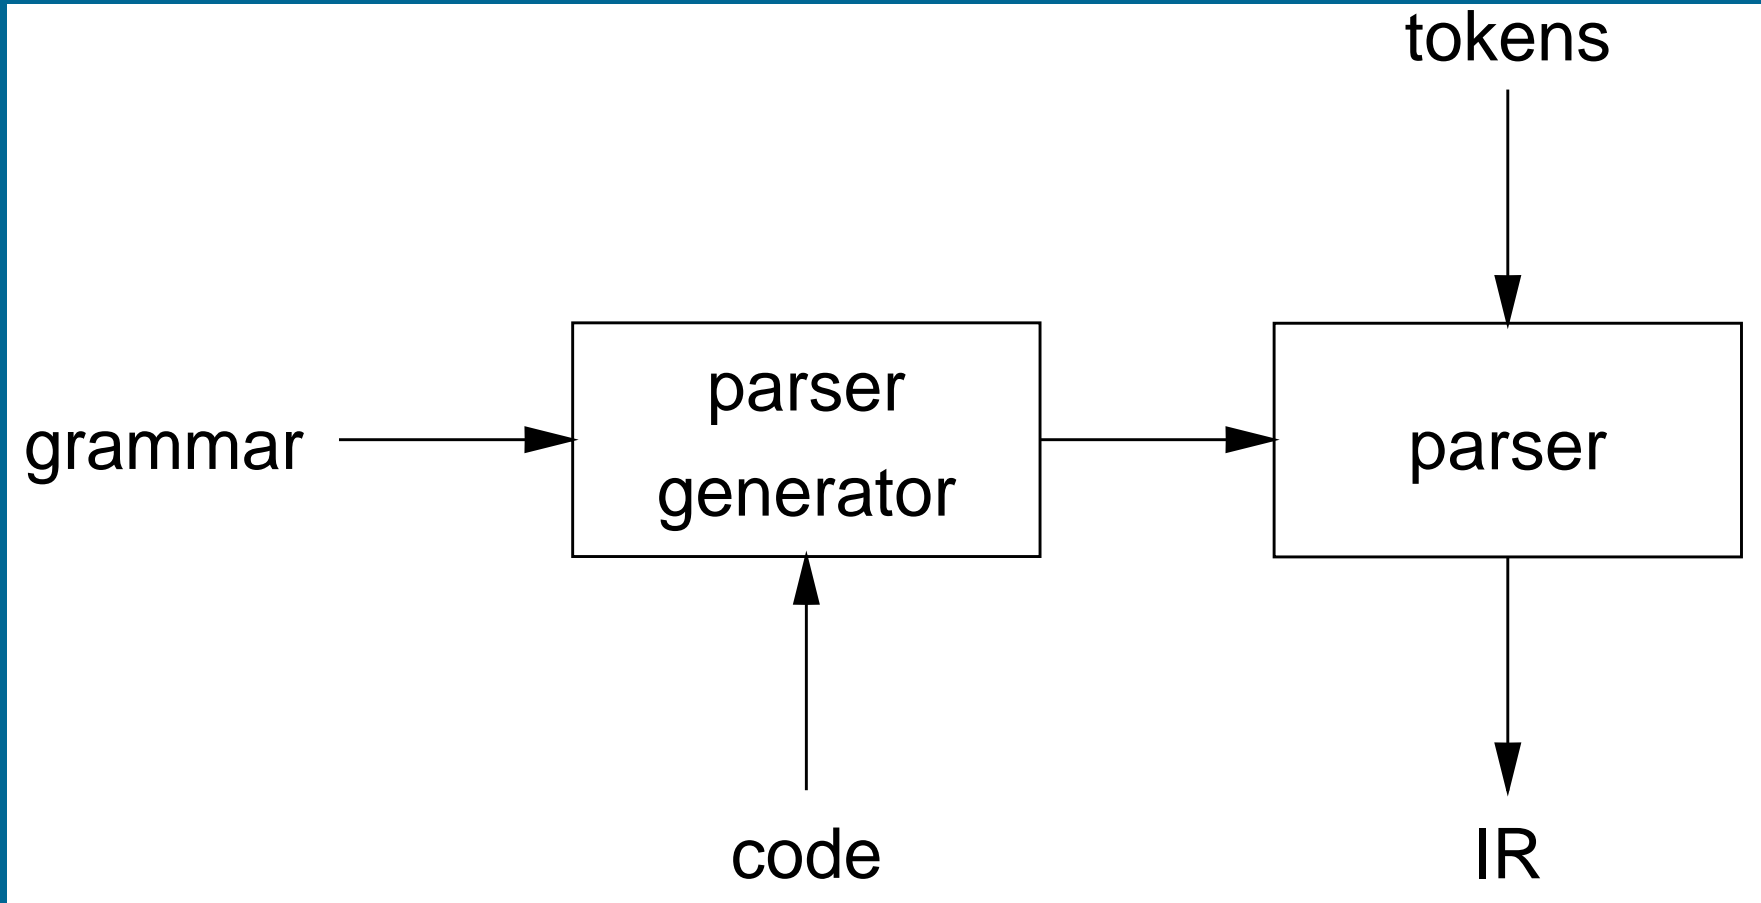 tokens
parser
generator
grammar
parser
code
IR